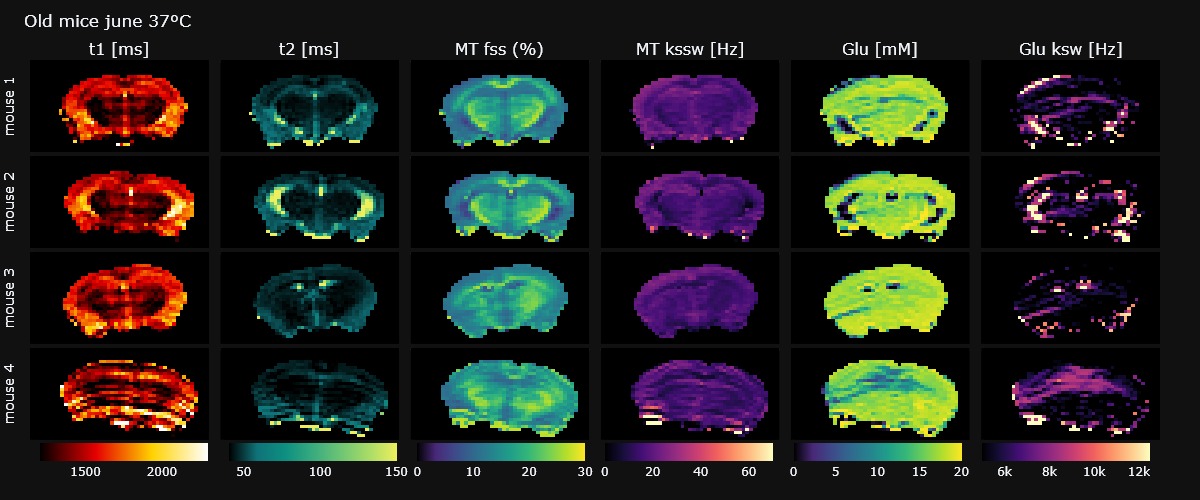 Old mice june 37ºC
t1 [ms] t2 [ms] MT fss (%) MT kssw [Hz] Glu [mM] Glu ksw [Hz]
mouse 1
mouse 2
mouse 3
mouse 4
1500 2000 50 100 150 0 10 20 30 0 20 40 60 0 5 10 15 20 6k 8k 10k 12k